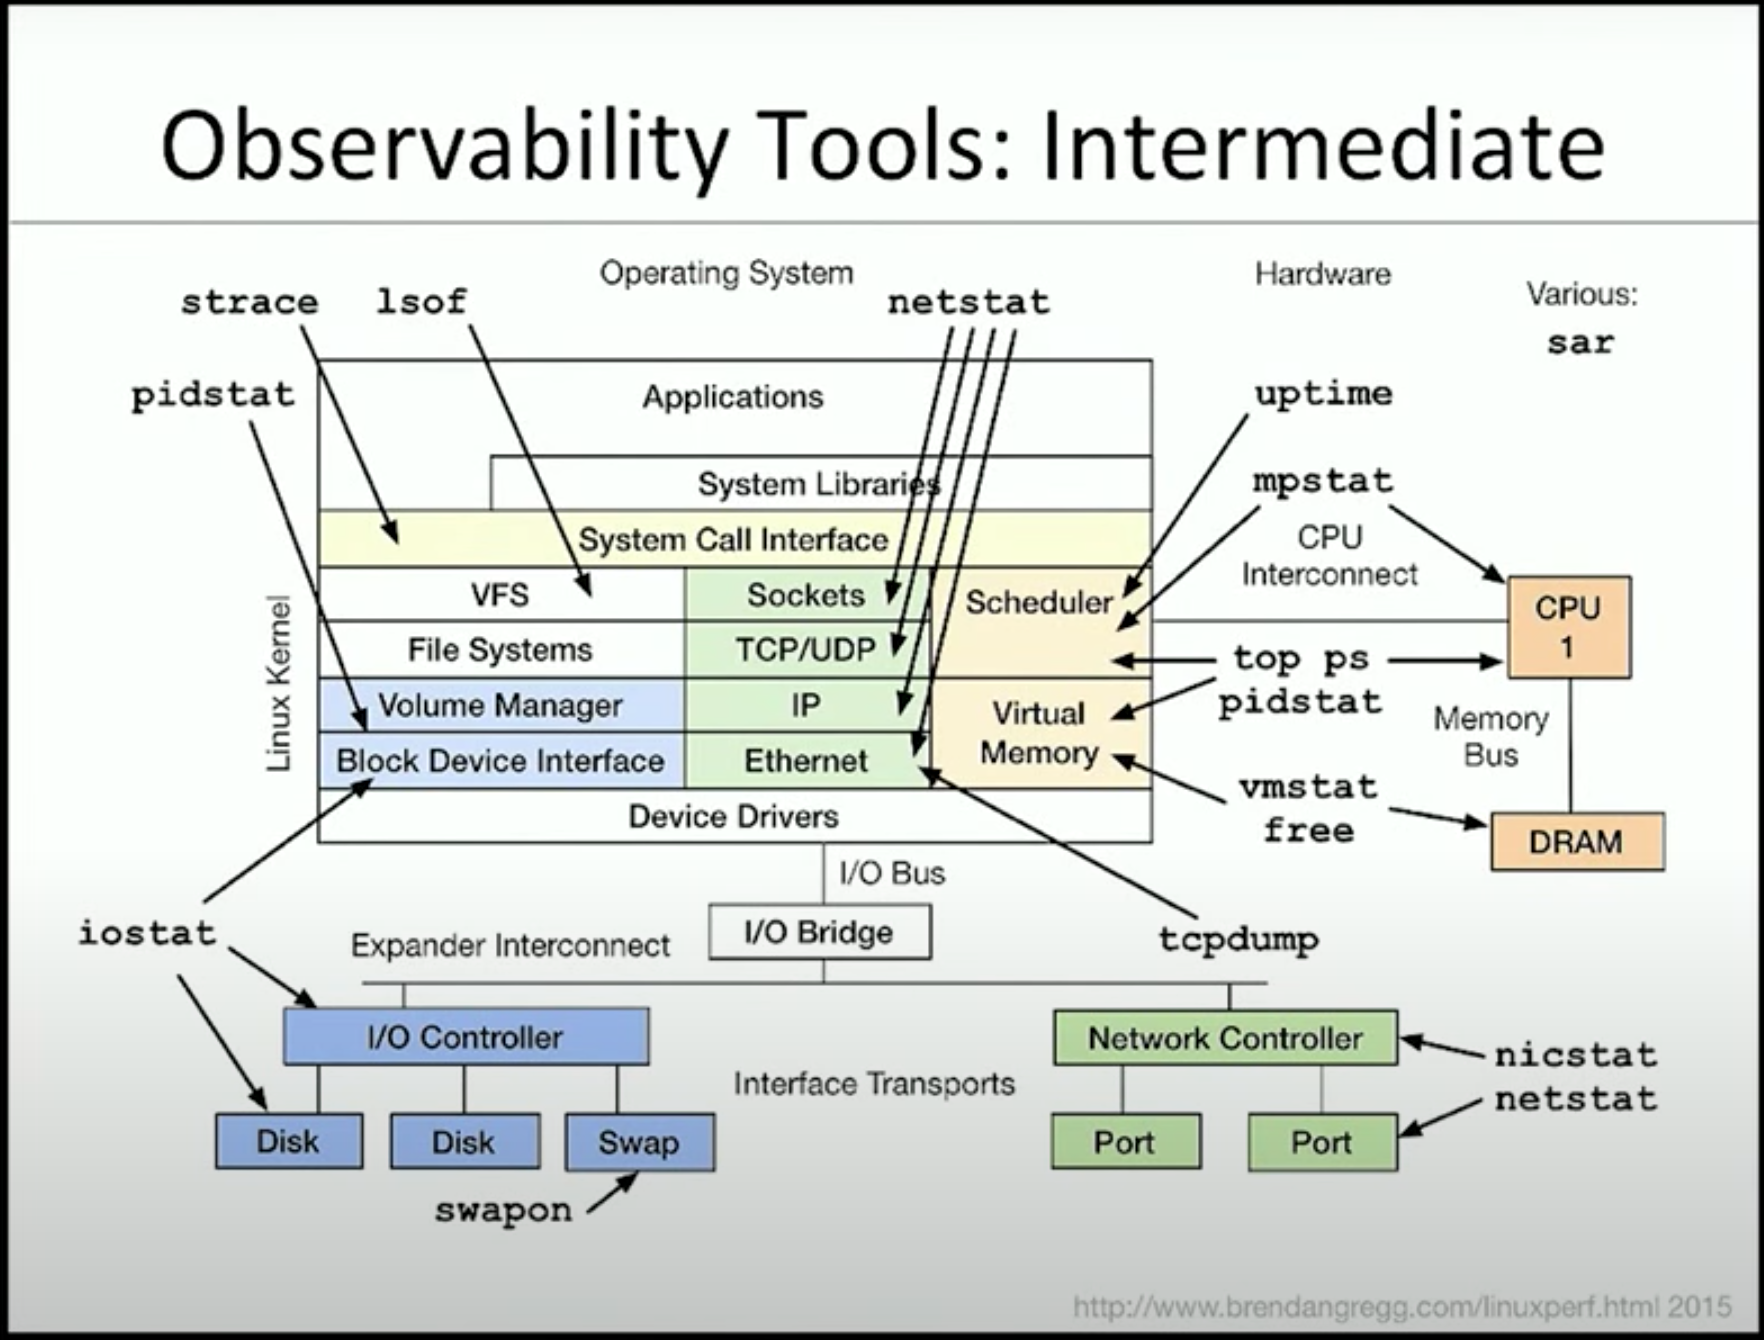 Observability Tools: Intermediate
Operating System
Hardware
Various:
sar
strace
lsof
netstat
pidstat
uptime
mpstat
Applications
System Libraries
System Call Interface
CPU
Interconnect
VFS
Sockets
Scheduler
CPU
1
File Systems
TCP/UDP
top ps
pidstat
Volume Manager
IP
Virtual
Memory
Memory
Bus
Block Device Interface
Ethernet
vmstat
free
Device Drivers
DRAM
Linux Kernel
I/O Bus
iostat
Expander Interconnect
I/O Bridge
tcpdump
I/O Controller
Network Controller
nicstat
netstat
Interface Transports
Disk
Disk
Swap
Port
Port
swapon
http://www.brendangregg.com/linuxperf.html 2015